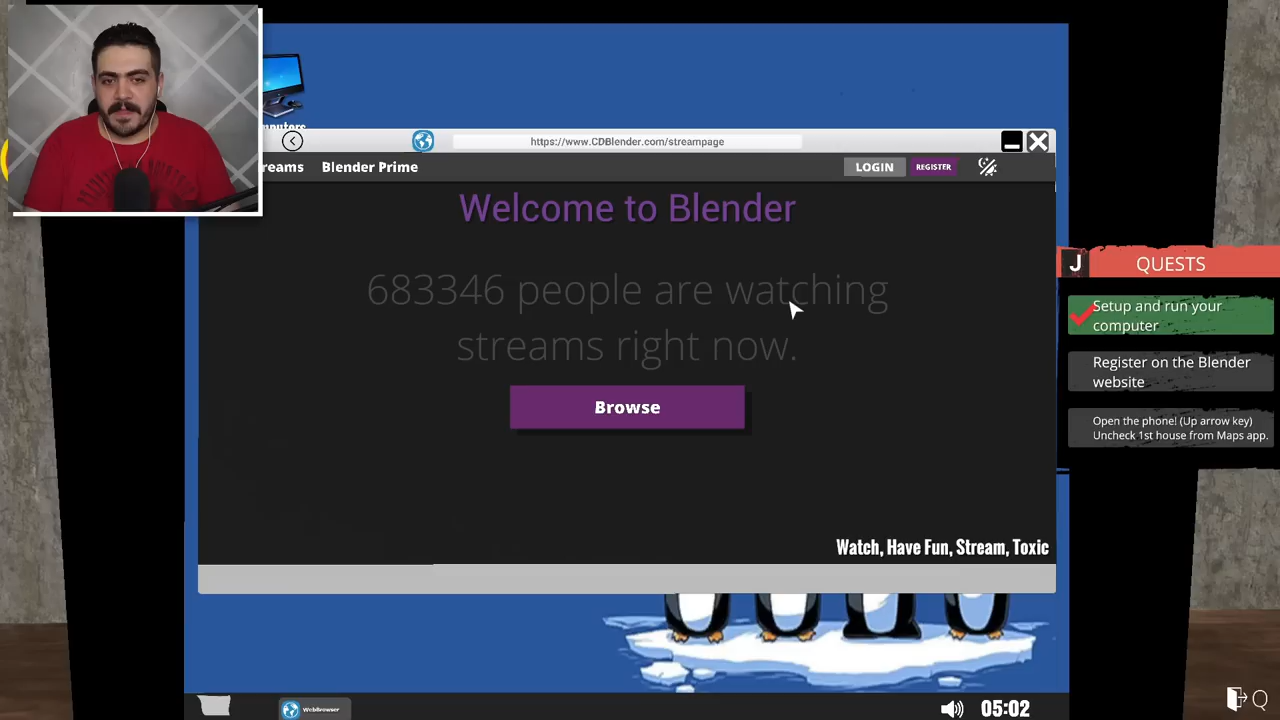 https://www.CDBlender.com/streampage
Blender Prime
LOGIN
REGISTER
Welcome to Blender
683346 people are watching
streams right now.
Browse
Watch, Have Fun, Stream, Toxic
J
QUESTS
Setup and run your
computer
Register on the Blender
website
Open the phone! (Up arrow key)
Uncheck 1st house from Maps app.
WebBrowser
05:02
Q